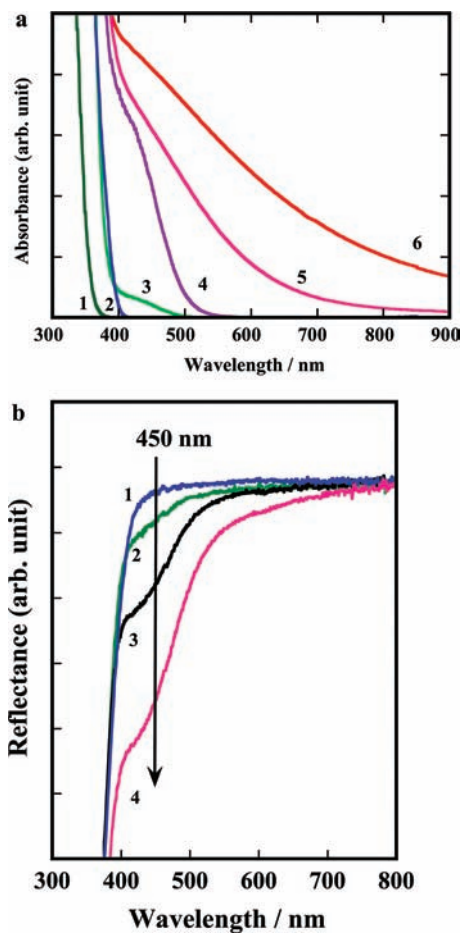 a
Absorbance (arb. unit)
1
2
3
4
5
6
300 400 500 600 700 800 900
Wavelength / nm
b
450 nm
Reflectance (arb. unit)
1
2
3
4
300 400 500 600 700 800
Wavelength / nm